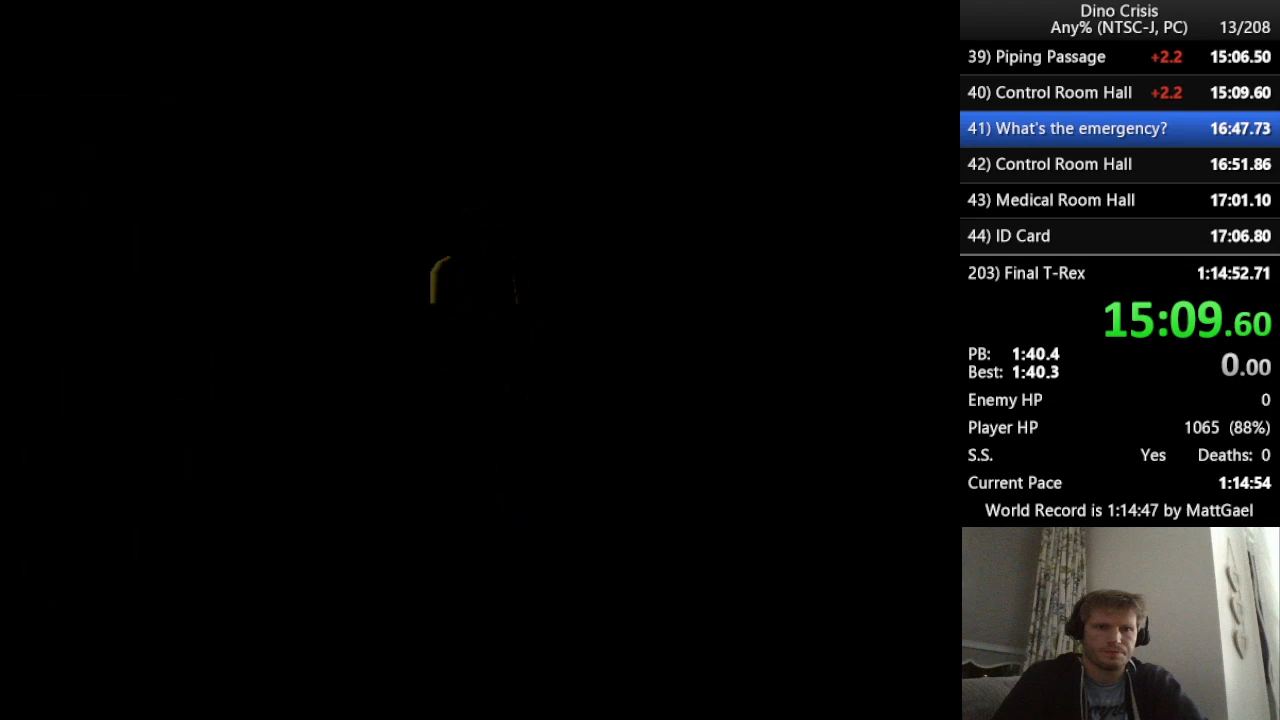 Dino Crisis
Any% (NTSC-J, PC) 13/208
39) Piping Passage +2.2 15:06.50
40) Control Room Hall +2.2 15:09.60
41) What's the emergency? 16:47.73
42) Control Room Hall 16:51.86
43) Medical Room Hall 17:01.10
44) ID Card 17:06.80
203) Final T-Rex 1:14:52.71
15:09.60
PB: 1:40.4
0.00
Best: 1:40.3
Enemy HP 0
Player HP 1065 (88%)
S.S. Yes Deaths: 0
Current Pace 1:14:54
World Record is 1:14:47 by MattGael